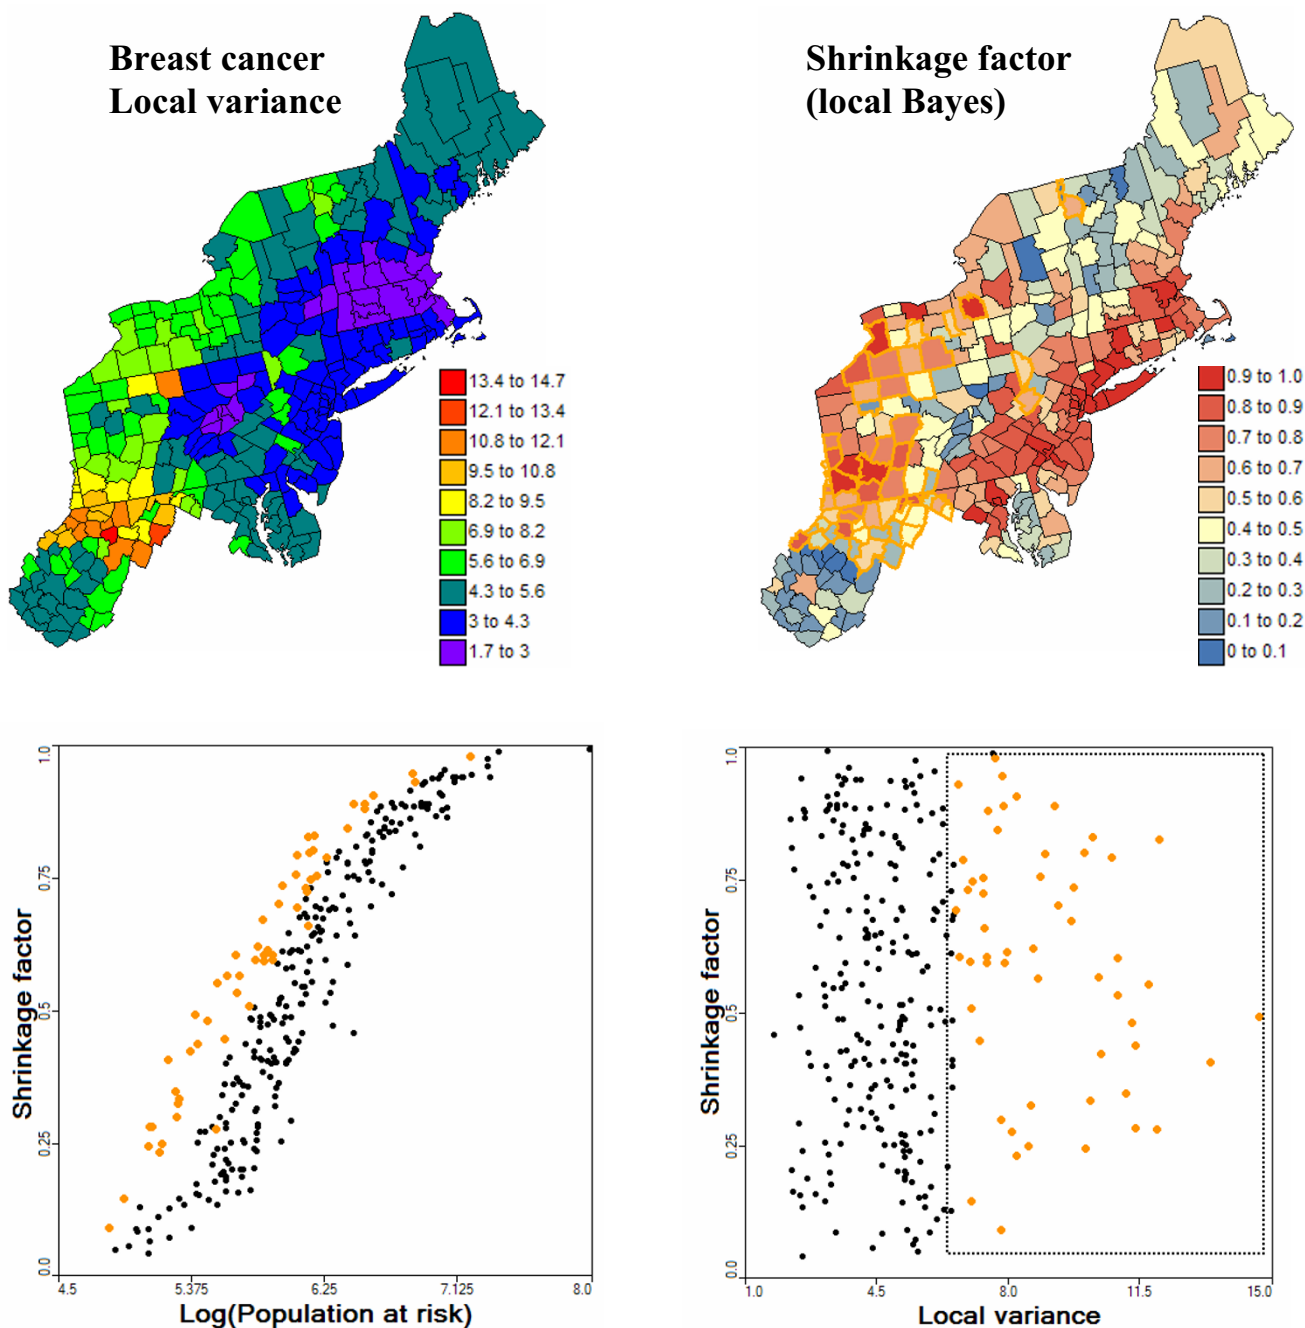 Breast cancer
Local variance
13.4 to 14.7
12.1 to 13.4
10.8 to 12.1
9.5 to 10.8
8.2 to 9.5
6.9 to 8.2
5.6 to 6.9
4.3 to 5.6
3 to 4.3
1.7 to 3
Shrinkage factor
(local Bayes)
0.9 to 1.0
0.8 to 0.9
0.7 to 0.8
0.6 to 0.7
0.5 to 0.6
0.4 to 0.5
0.3 to 0.4
0.2 to 0.3
0.1 to 0.2
0 to 0.1
Shrinkage factor
1.0
0.75
0.5
0.25
0.0
4.5 5.375 6.25 7.125 8.0
Log(Population at risk)
Shrinkage factor
1.0
0.75
0.5
0.25
0.0
1.0 4.5 8.0 11.5 15.0
Local variance